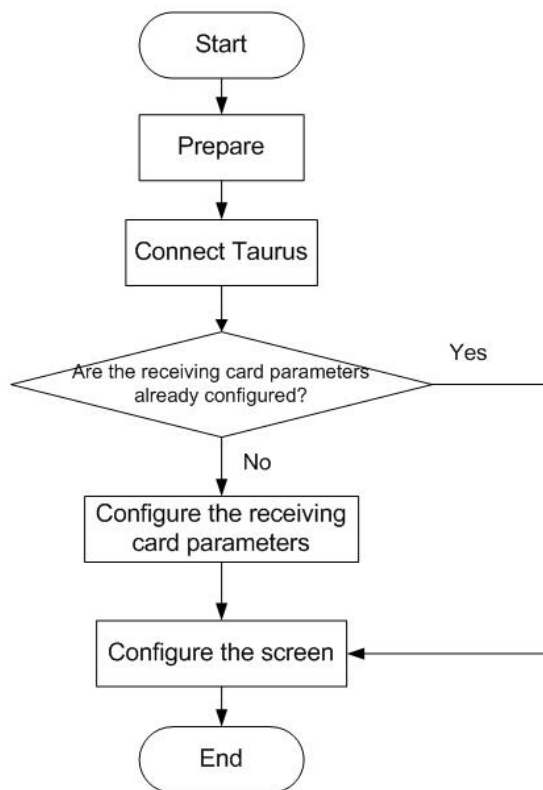 Start
Prepare
Connect Taurus
Are the receiving card parameters
already configured?
Yes
No
Configure the receiving
card parameters
Configure the screen
End